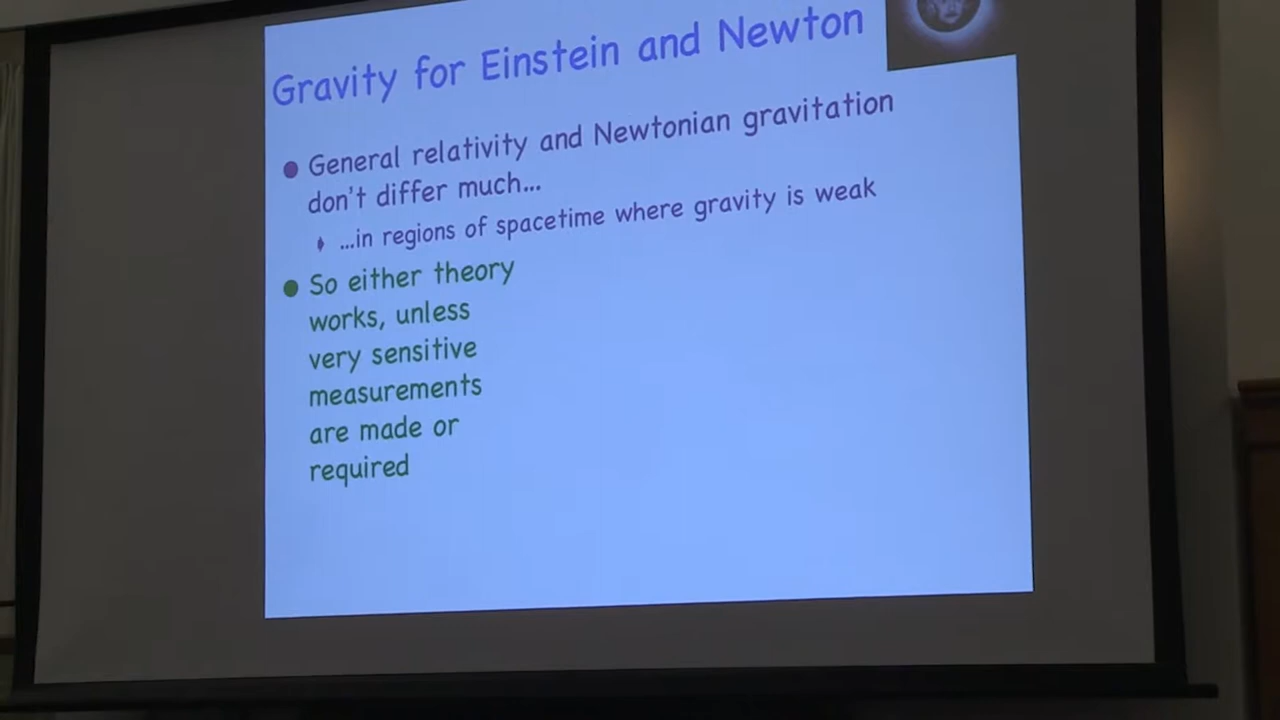 Gravity for Einstein and Newton
General relativity and Newtonian gravitation
don't differ much...
...in regions of spacetime where gravity is weak
So either theory
works, unless
very sensitive
measurements
are made or
required